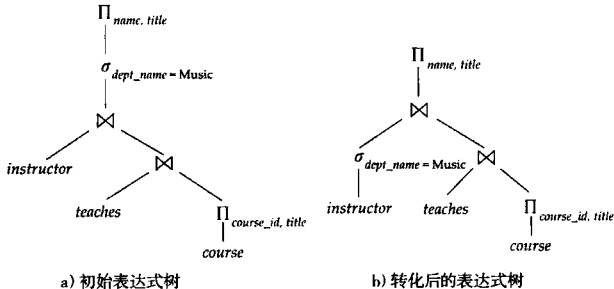 Π name, title
σ dept_name = Music
⋈
instructor
⋈
teaches
Π course_id, title
course
a) 初始表达式树
Π name, title
⋈
σ dept_name = Music
⋈
instructor
teaches
Π course_id, title
course
b) 转化后的表达式树